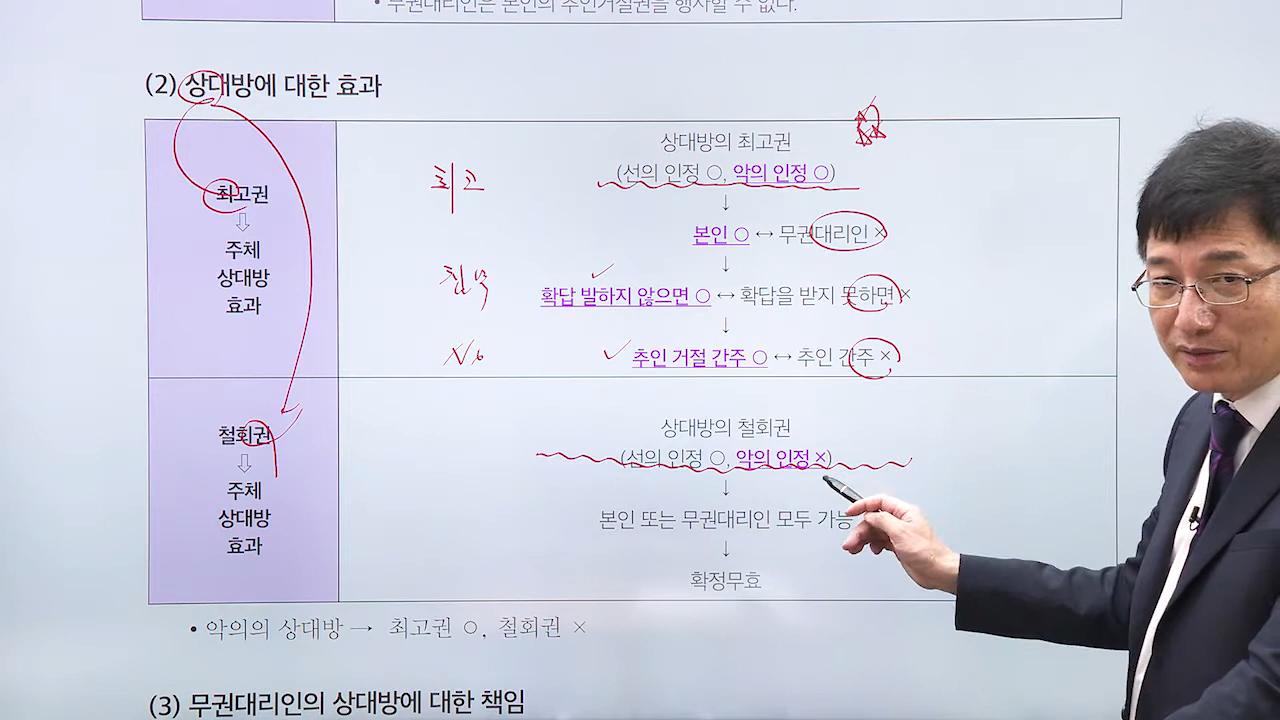 • 무권대리인은 본인의 추인거절권을 행사할 수 없다.
(2) 상대방에 대한 효과
최고권
⇩
주체
상대방
효과
최고
상대방의 최고권
(선의 인정 ○, 악의 인정 ○)
↓
본인 ○ ↔ 무권대리인 ×
↓
확답 발하지 않으면 ○ ↔ 확답을 받지 못하면 ×
↓
추인 거절 간주 ○ ↔ 추인 간주 ×
철회권
⇩
주체
상대방
효과
상대방의 철회권
(선의 인정 ○, 악의 인정 ×)
↓
본인 또는 무권대리인 모두 가능
↓
확정무효
• 악의의 상대방 → 최고권 ○, 철회권 ×
(3) 무권대리인의 상대방에 대한 책임